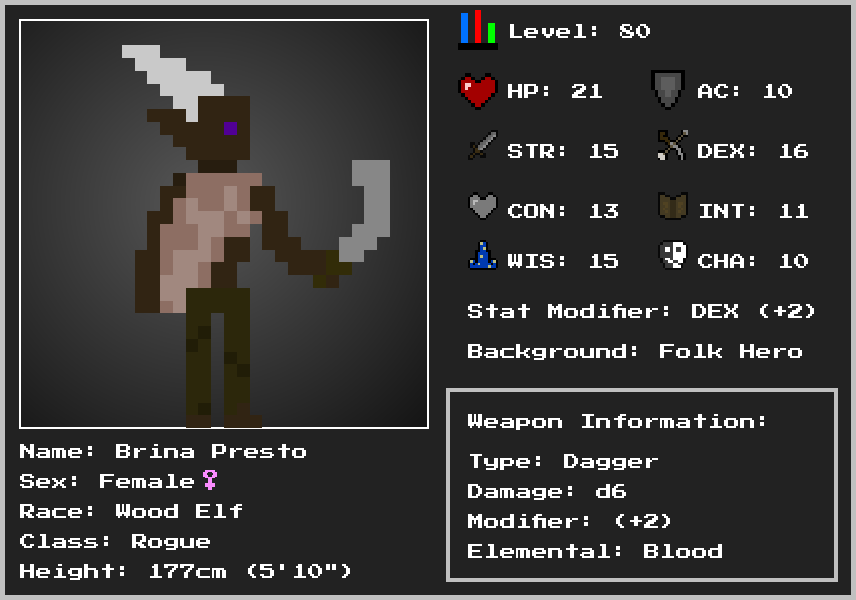 Level: 80
HP: 21 AC: 10
STR: 15 DEX: 16
CON: 13 INT: 11
WIS: 15 CHA: 10
Stat Modifier: DEX (+2)
Background: Folk Hero
Weapon Information:
Type: Dagger
Damage: d6
Modifier: (+2)
Elemental: Blood
Name: Brina Presto
Sex: Female♀
Race: Wood Elf
Class: Rogue
Height: 177cm (5'10")